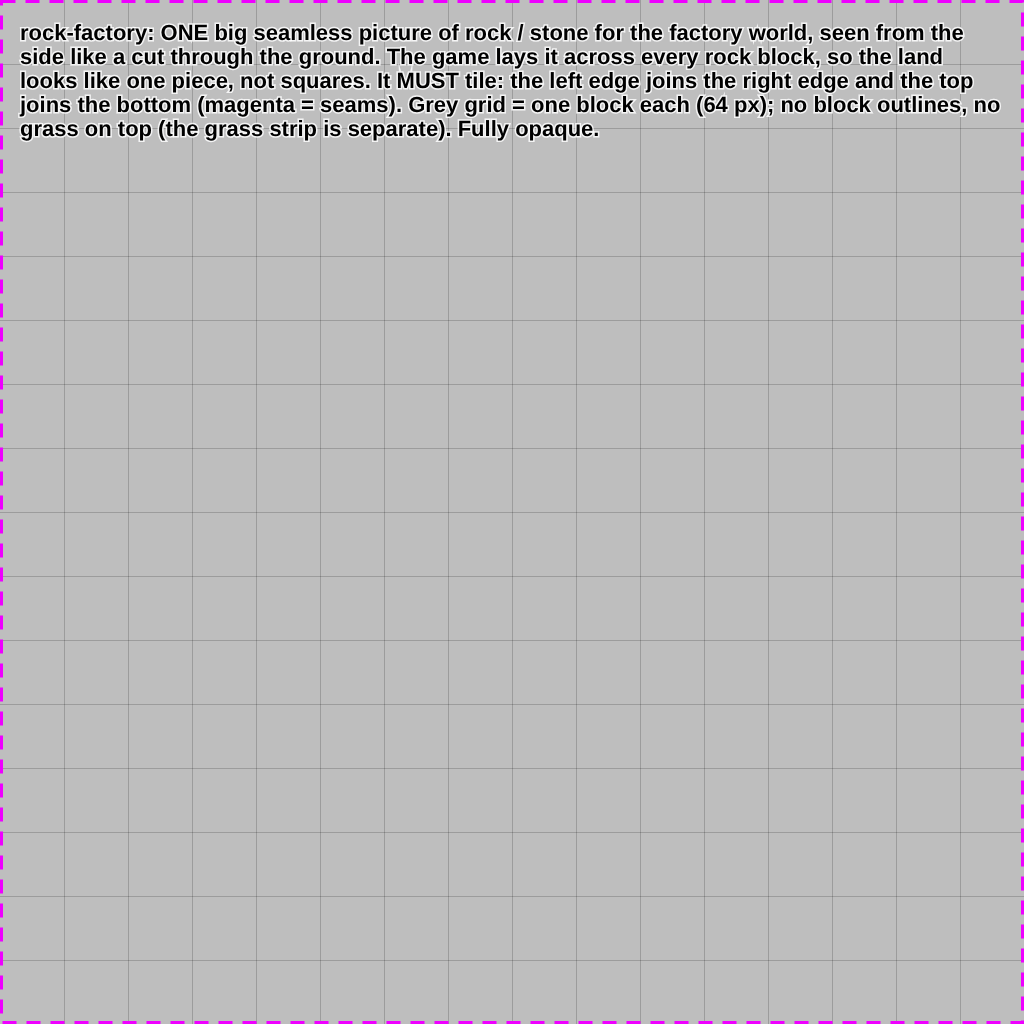 rock-factory: ONE big seamless picture of rock / stone for the factory world, seen from the
side like a cut through the ground. The game lays it across every rock block, so the land
looks like one piece, not squares. It MUST tile: the left edge joins the right edge and the top
joins the bottom (magenta = seams). Grey grid = one block each (64 px); no block outlines, no
grass on top (the grass strip is separate). Fully opaque.